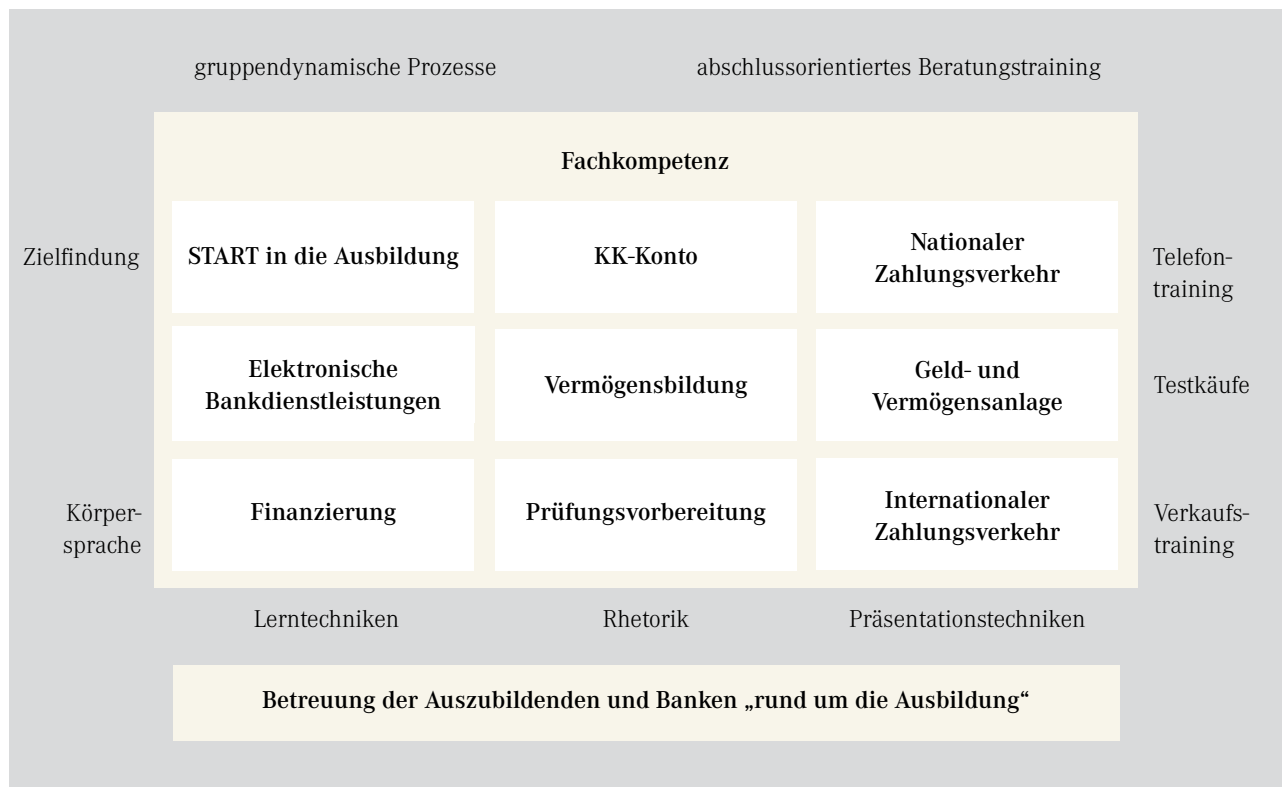 gruppendynamische Prozesse
abschlussorientiertes Beratungstraining
Fachkompetenz
Zielfindung
START in die Ausbildung
KK-Konto
Nationaler
Zahlungsverkehr
Telefon-
training
Elektronische
Bankdienstleistungen
Vermögensbildung
Geld- und
Vermögensanlage
Testkäufe
Körper-
sprache
Finanzierung
Prüfungsvorbereitung
Internationaler
Zahlungsverkehr
Verkaufs-
training
Lerntechniken
Rhetorik
Präsentationstechniken
Betreuung der Auszubildenden und Banken „rund um die Ausbildung“